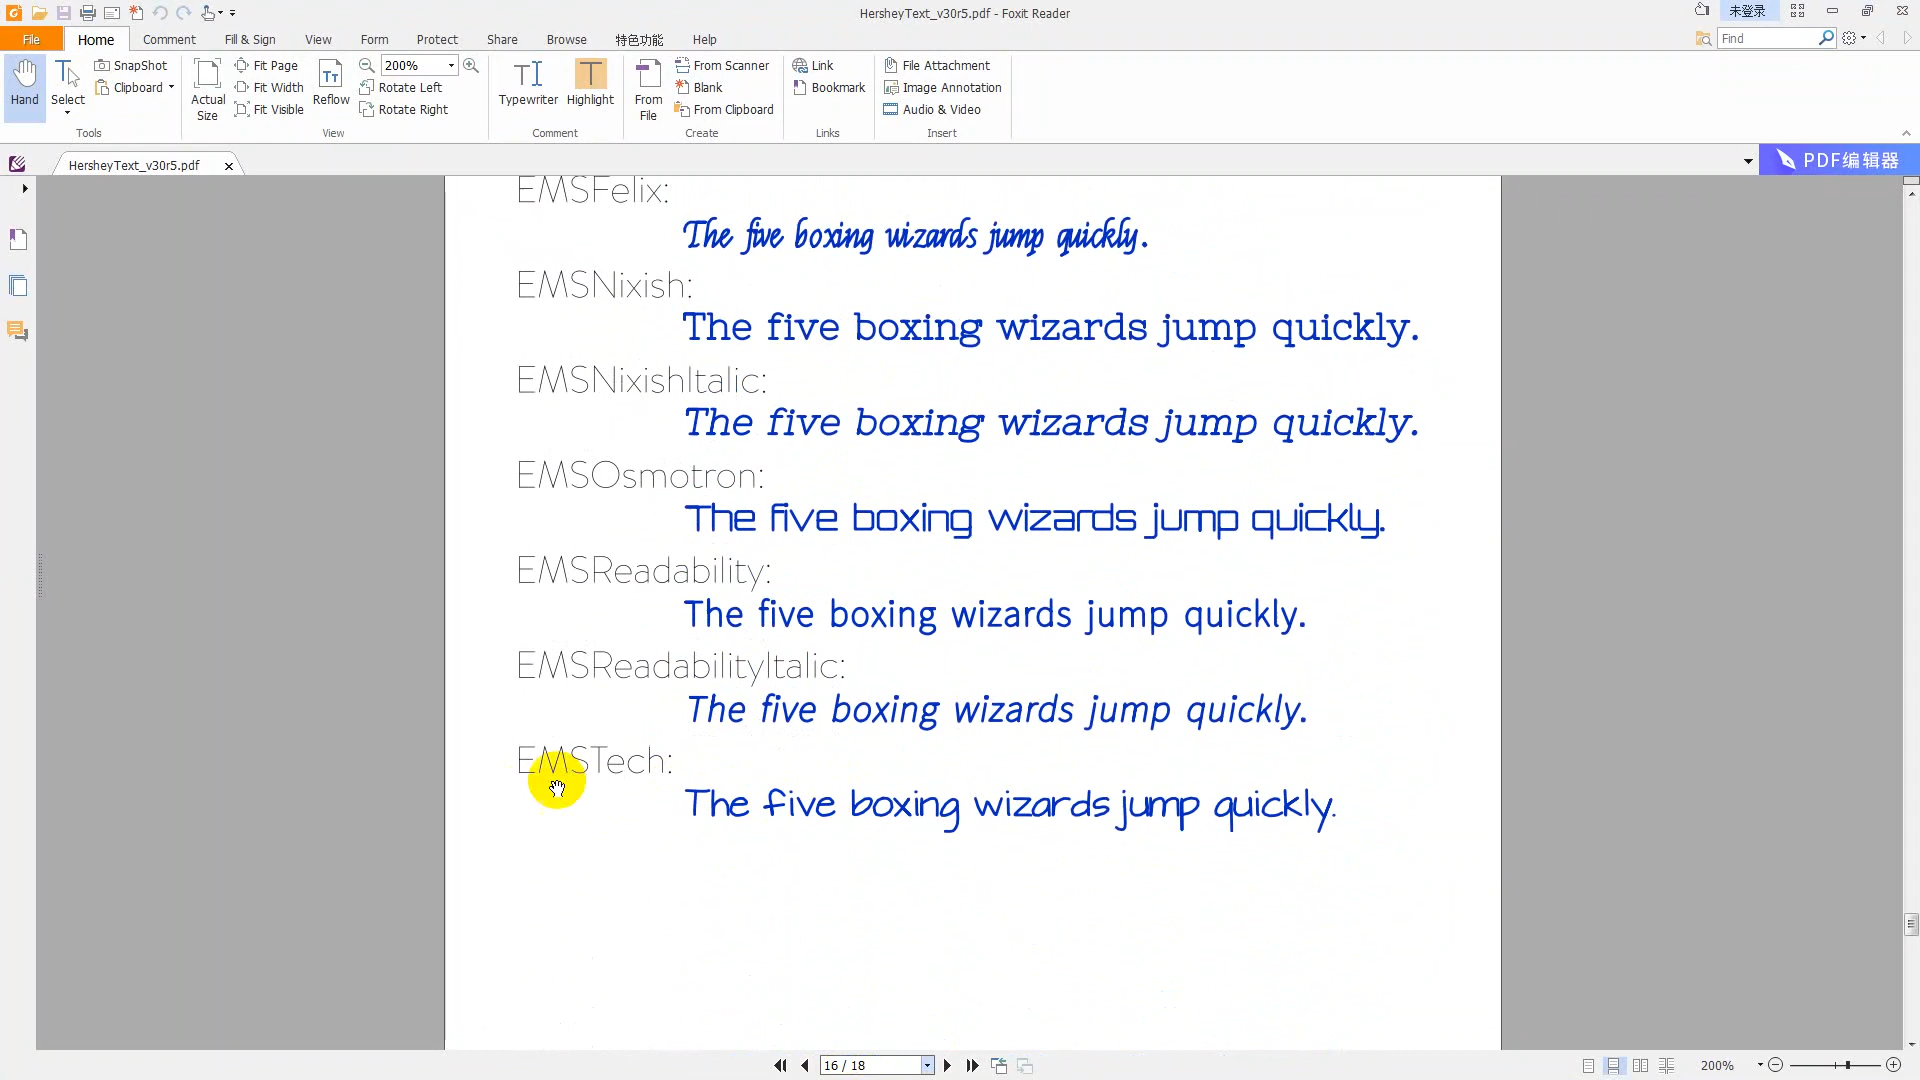 HersheyText_v30r5.pdf - Foxit Reader
未登录
File Home Comment Fill & Sign View Form Protect Share Browse 特色功能 Help
Find
Hand
Select
SnapShot
Clipboard
Tools
Actual Size
Fit Page
Fit Width
Fit Visible
Reflow
200%
Rotate Left
Rotate Right
View
Typewriter
Highlight
Comment
From File
From Scanner
Blank
From Clipboard
Create
Link
Bookmark
Links
File Attachment
Image Annotation
Audio & Video
Insert
HersheyText_v30r5.pdf
PDF编辑器
EMSFelix:
The five boxing wizards jump quickly.
EMSNixish:
The five boxing wizards jump quickly.
EMSNixishItalic:
The five boxing wizards jump quickly.
EMSOsmotron:
The five boxing wizards jump quickly.
EMSReadability:
The five boxing wizards jump quickly.
EMSReadabilityItalic:
The five boxing wizards jump quickly.
EMSTech:
The five boxing wizards jump quickly.
16 / 18
200%